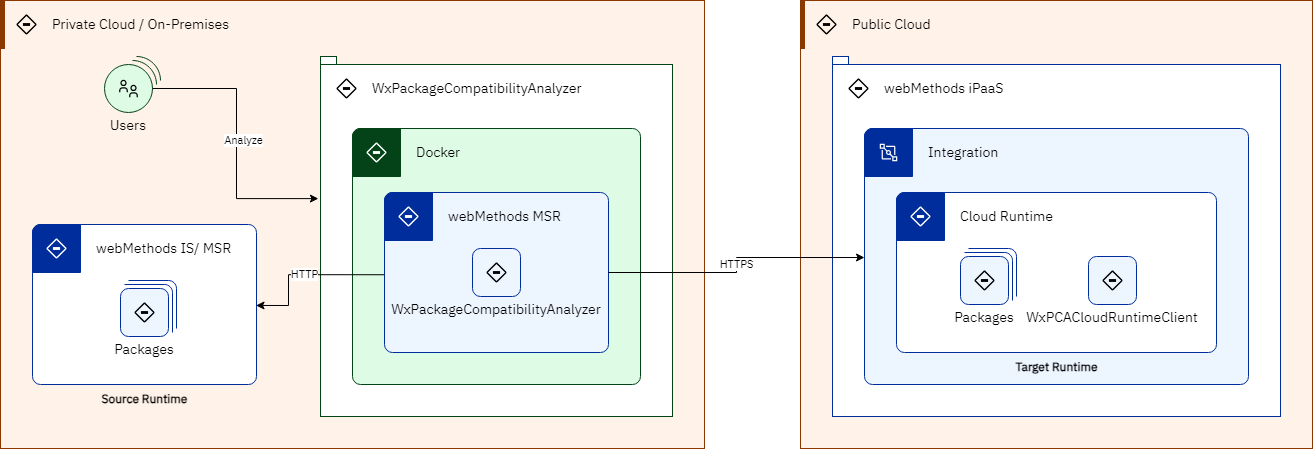 Private Cloud / On-Premises
Users
Analyze
webMethods IS/ MSR
Packages
Source Runtime
HTTP
WxPackageCompatibilityAnalyzer
Docker
webMethods MSR
WxPackageCompatibilityAnalyzer
HTTPS
Public Cloud
webMethods iPaaS
Integration
Cloud Runtime
Packages
WxPCACloudRuntimeClient
Target Runtime